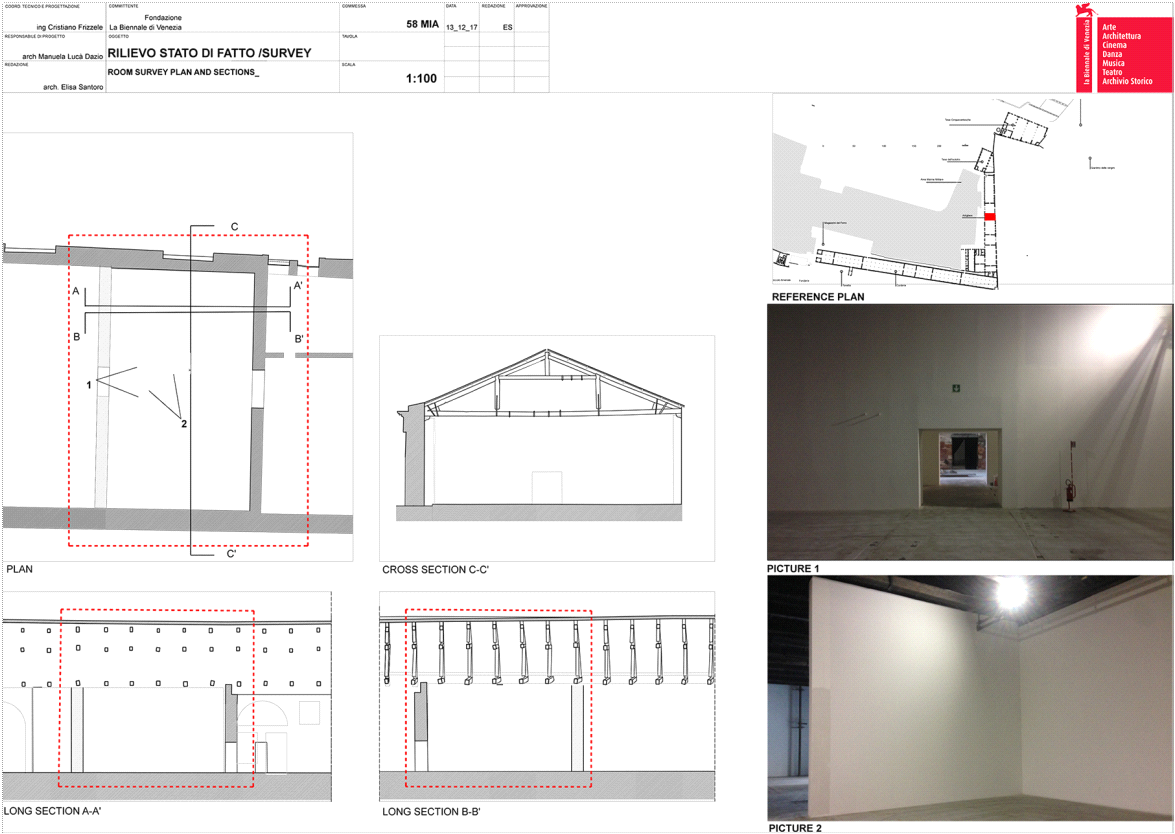 COORD TECNICO E PROGETTAZIONE
ing Cristiano Frizzele
RESPONSABILE DI PROGETTO
arch Manuela Lucà Dazio
REDAZIONE
arch. Elisa Santoro
COMMITTENTE
Fondazione
La Biennale di Venezia
OGGETTO
RILIEVO STATO DI FATTO /SURVEY
ROOM SURVEY PLAN AND SECTIONS_
COMMESSA
58 MIA
TAVOLA
SCALA
1:100
DATA
REDAZIONE
APPROVAZIONE
13_12_17
ES
la Biennale di Venezia
Arte
Architettura
Cinema
Danza
Musica
Teatro
Archivio Storico
REFERENCE PLAN
C
A
A'
B
B'
1
2
C'
PLAN
CROSS SECTION C-C'
PICTURE 1
LONG SECTION A-A'
LONG SECTION B-B'
PICTURE 2